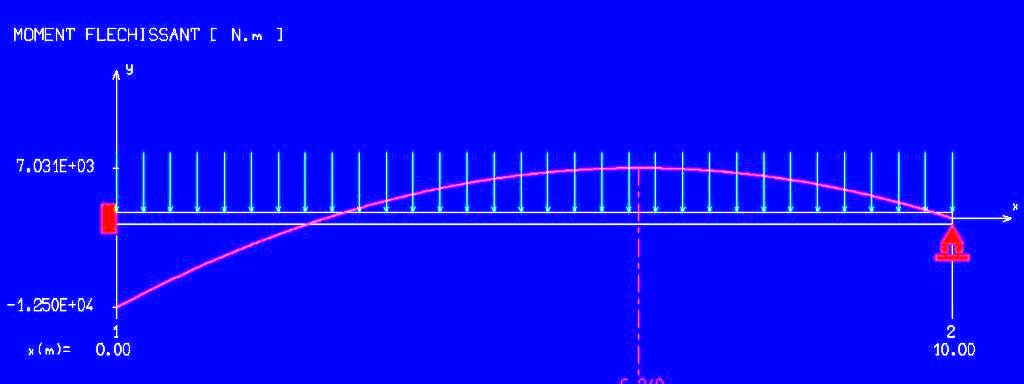 MOMENT FLECHISSANT [ N.m ]
y
7.031E+03
x
-1.250E+04
1 2
x(m)= 0.00 10.00